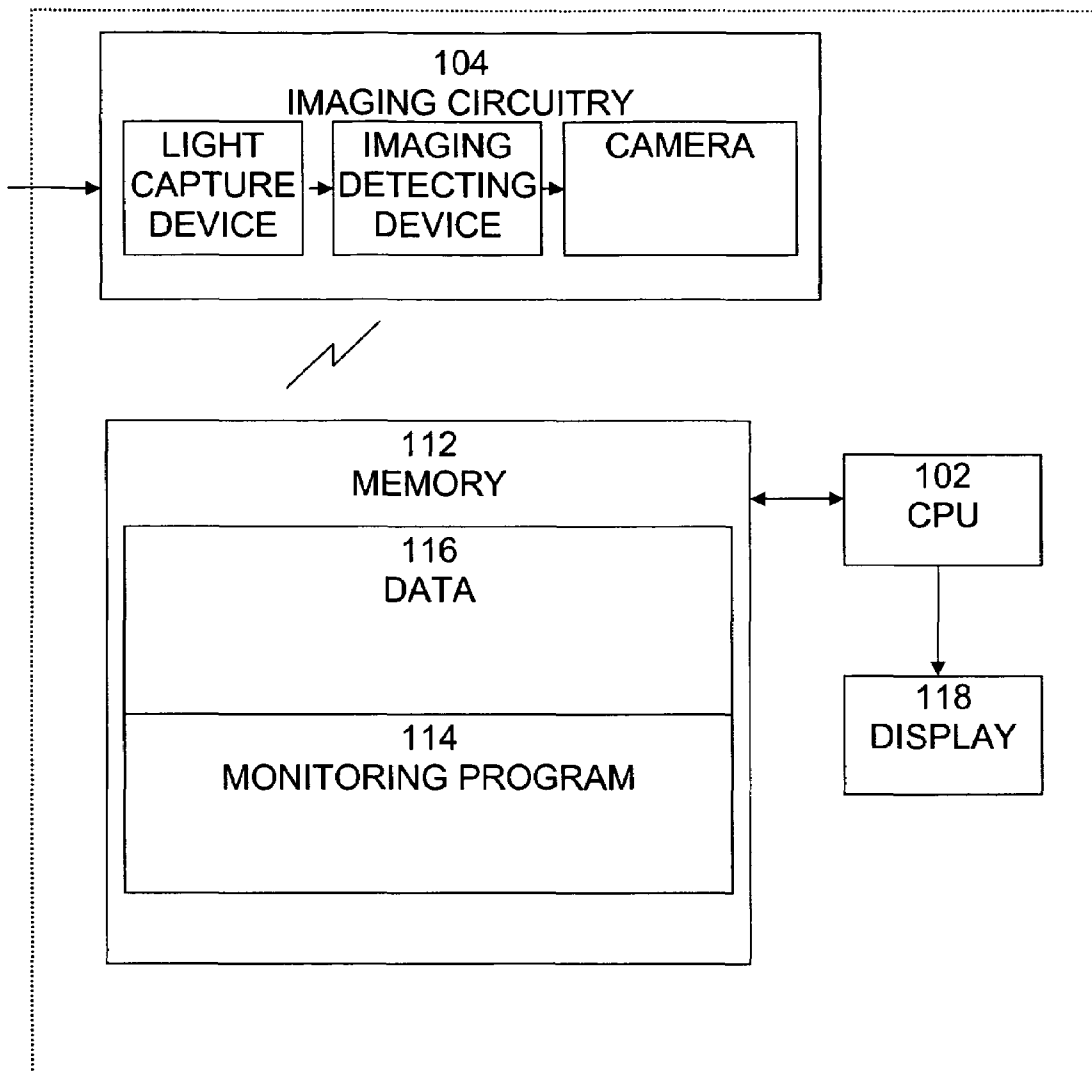 104
IMAGING CIRCUITRY
LIGHT
CAPTURE
DEVICE
IMAGING
DETECTING
DEVICE
CAMERA
112
MEMORY
116
DATA
114
MONITORING PROGRAM
102
CPU
118
DISPLAY